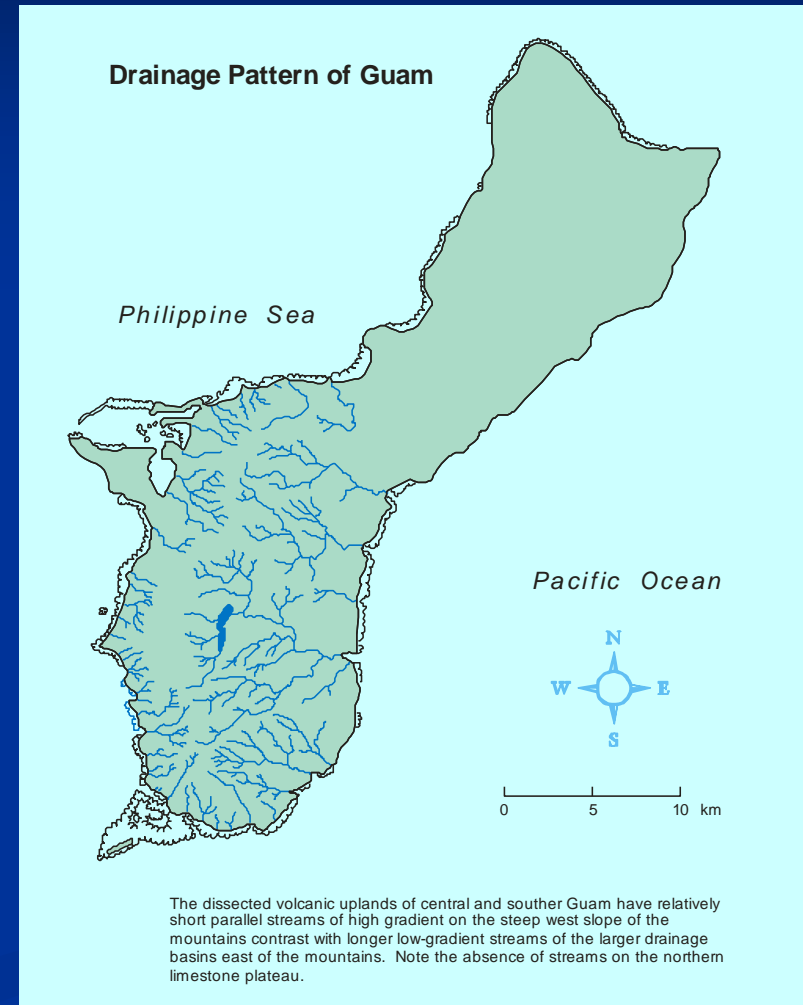 Drainage Pattern of Guam
Philippine Sea
Pacific Ocean
N
W E
S
0 5 10 km
The dissected volcanic uplands of central and souther Guam have relatively
short parallel streams of high gradient on the steep west slope of the
mountains contrast with longer low-gradient streams of the larger drainage
basins east of the mountains. Note the absence of streams on the northern
limestone plateau.